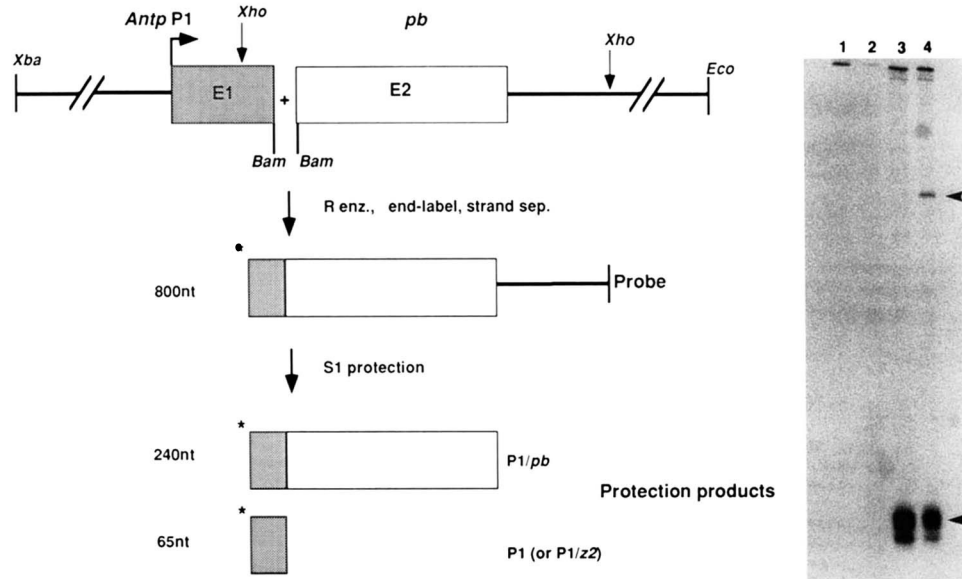 Antp P1
Xho
pb
Xba
E1
+
E2
Xho
Eco
Bam
Bam
R enz., end-label, strand sep.
*
800nt
Probe
S1 protection
*
240nt
P1/pb
Protection products
*
65nt
P1 (or P1/z2)
1 2 3 4